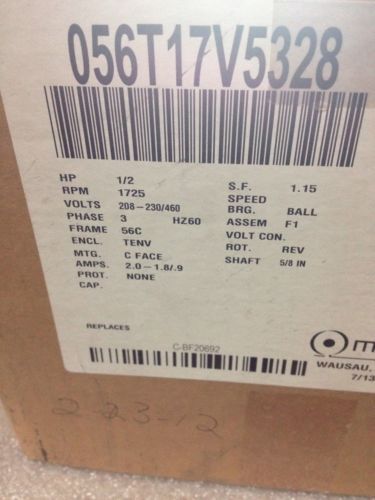 056T17V5328
HP 1/2 S.F. 1.15
RPM 1725 SPEED
VOLTS 208-230/460 BRG. BALL
PHASE 3 HZ60 ASSEM F1
FRAME 56C VOLT CON.
ENCL. TENV ROT. REV
MTG. C FACE SHAFT 5/8 IN
AMPS. 2.0-1.8/.9
PROT. NONE
CAP.
REPLACES
C-BF20692
WAUSAU,
7/13
2-23-12